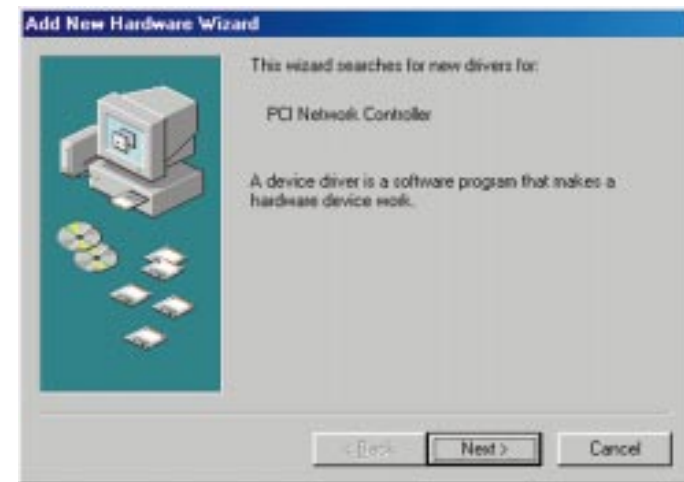 Add New Hardware Wizard
This wizard searches for new drivers for:
PCI Network Controller
A device driver is a software program that makes a
hardware device work.
< Back
Next >
Cancel